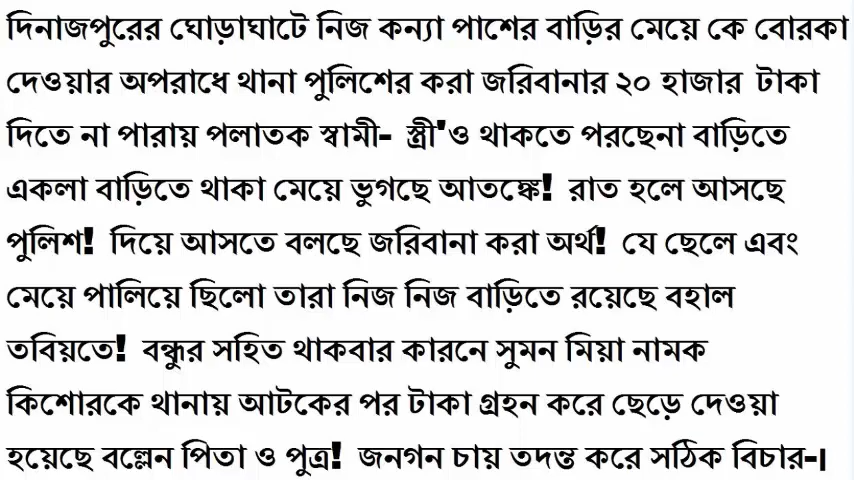 দিনাজপুরের ঘোড়াঘাটে নিজ কন্যা পাশের বাড়ির মেয়ে কে বোরকা
দেওয়ার অপরাধে থানা পুলিশের করা জরিবানার ২০ হাজার টাকা
দিতে না পারায় পলাতক স্বামী- স্ত্রী'ও থাকতে পরছেনা বাড়িতে
একলা বাড়িতে থাকা মেয়ে ভুগছে আতঙ্কে! রাত হলে আসছে
পুলিশ! দিয়ে আসতে বলছে জরিবানা করা অর্থ! যে ছেলে এবং
মেয়ে পালিয়ে ছিলো তারা নিজ নিজ বাড়িতে রয়েছে বহাল
তবিয়তে! বন্ধুর সহিত থাকবার কারনে সুমন মিয়া নামক
কিশোরকে থানায় আটকের পর টাকা গ্রহন করে ছেড়ে দেওয়া
হয়েছে বল্লেন পিতা ও পুত্র! জনগন চায় তদন্ত করে সঠিক বিচার-।